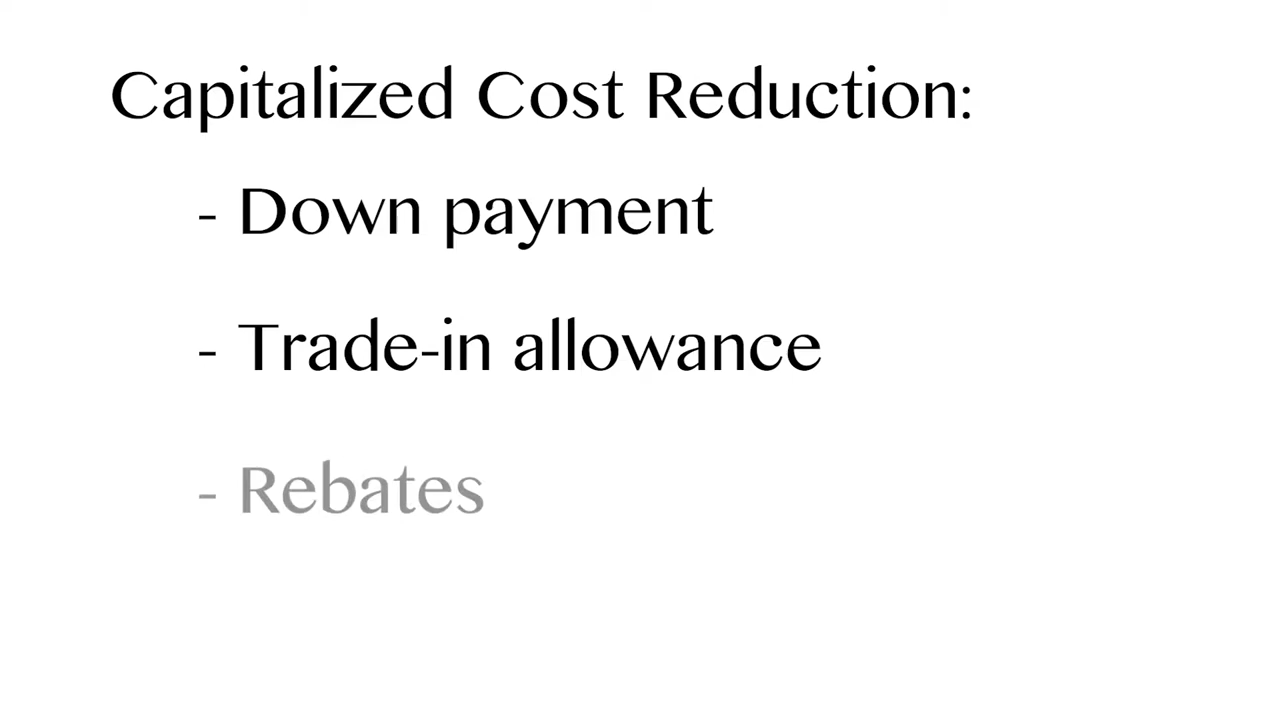 Capitalized Cost Reduction:
- Down payment
- Trade-in allowance
- Rebates